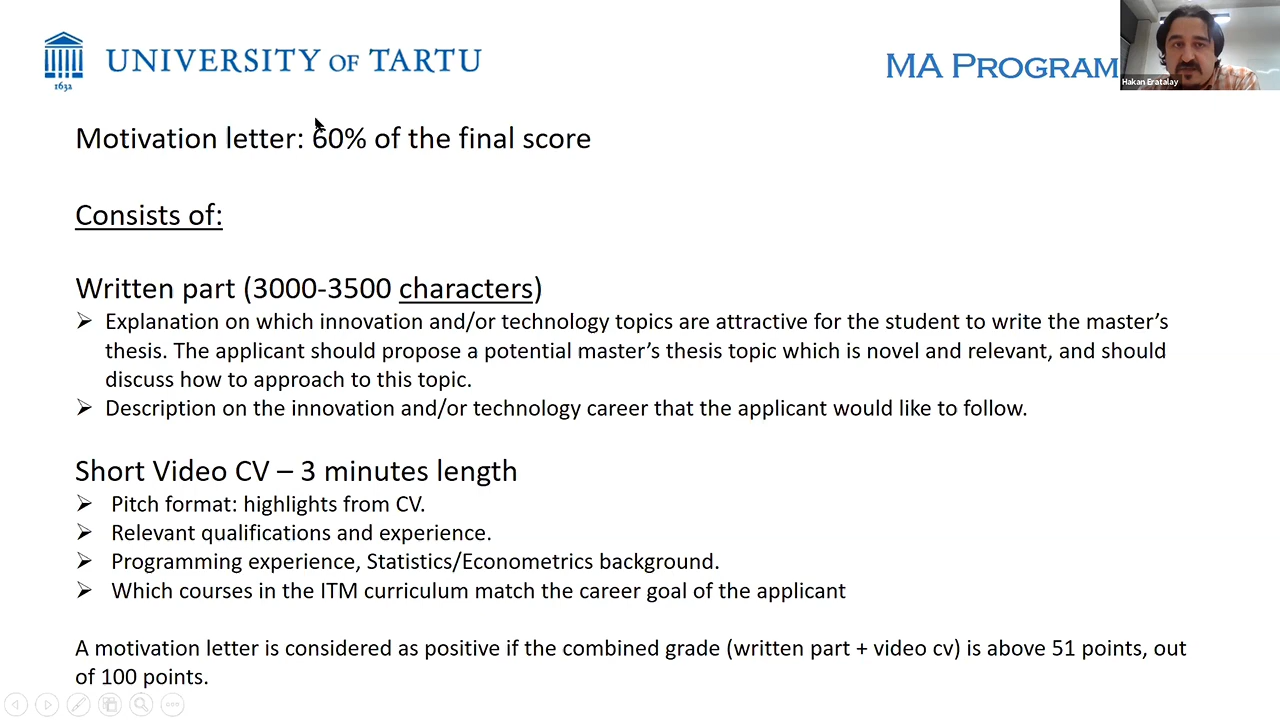 UNIVERSITY OF TARTU
1632
MA PROGRAM
Hakan Eratalay
Motivation letter: 60% of the final score
Consists of:
Written part (3000-3500 characters)
Explanation on which innovation and/or technology topics are attractive for the student to write the master's
thesis. The applicant should propose a potential master's thesis topic which is novel and relevant, and should
discuss how to approach to this topic.
Description on the innovation and/or technology career that the applicant would like to follow.
Short Video CV – 3 minutes length
Pitch format: highlights from CV.
Relevant qualifications and experience.
Programming experience, Statistics/Econometrics background.
Which courses in the ITM curriculum match the career goal of the applicant
A motivation letter is considered as positive if the combined grade (written part + video cv) is above 51 points, out
of 100 points.